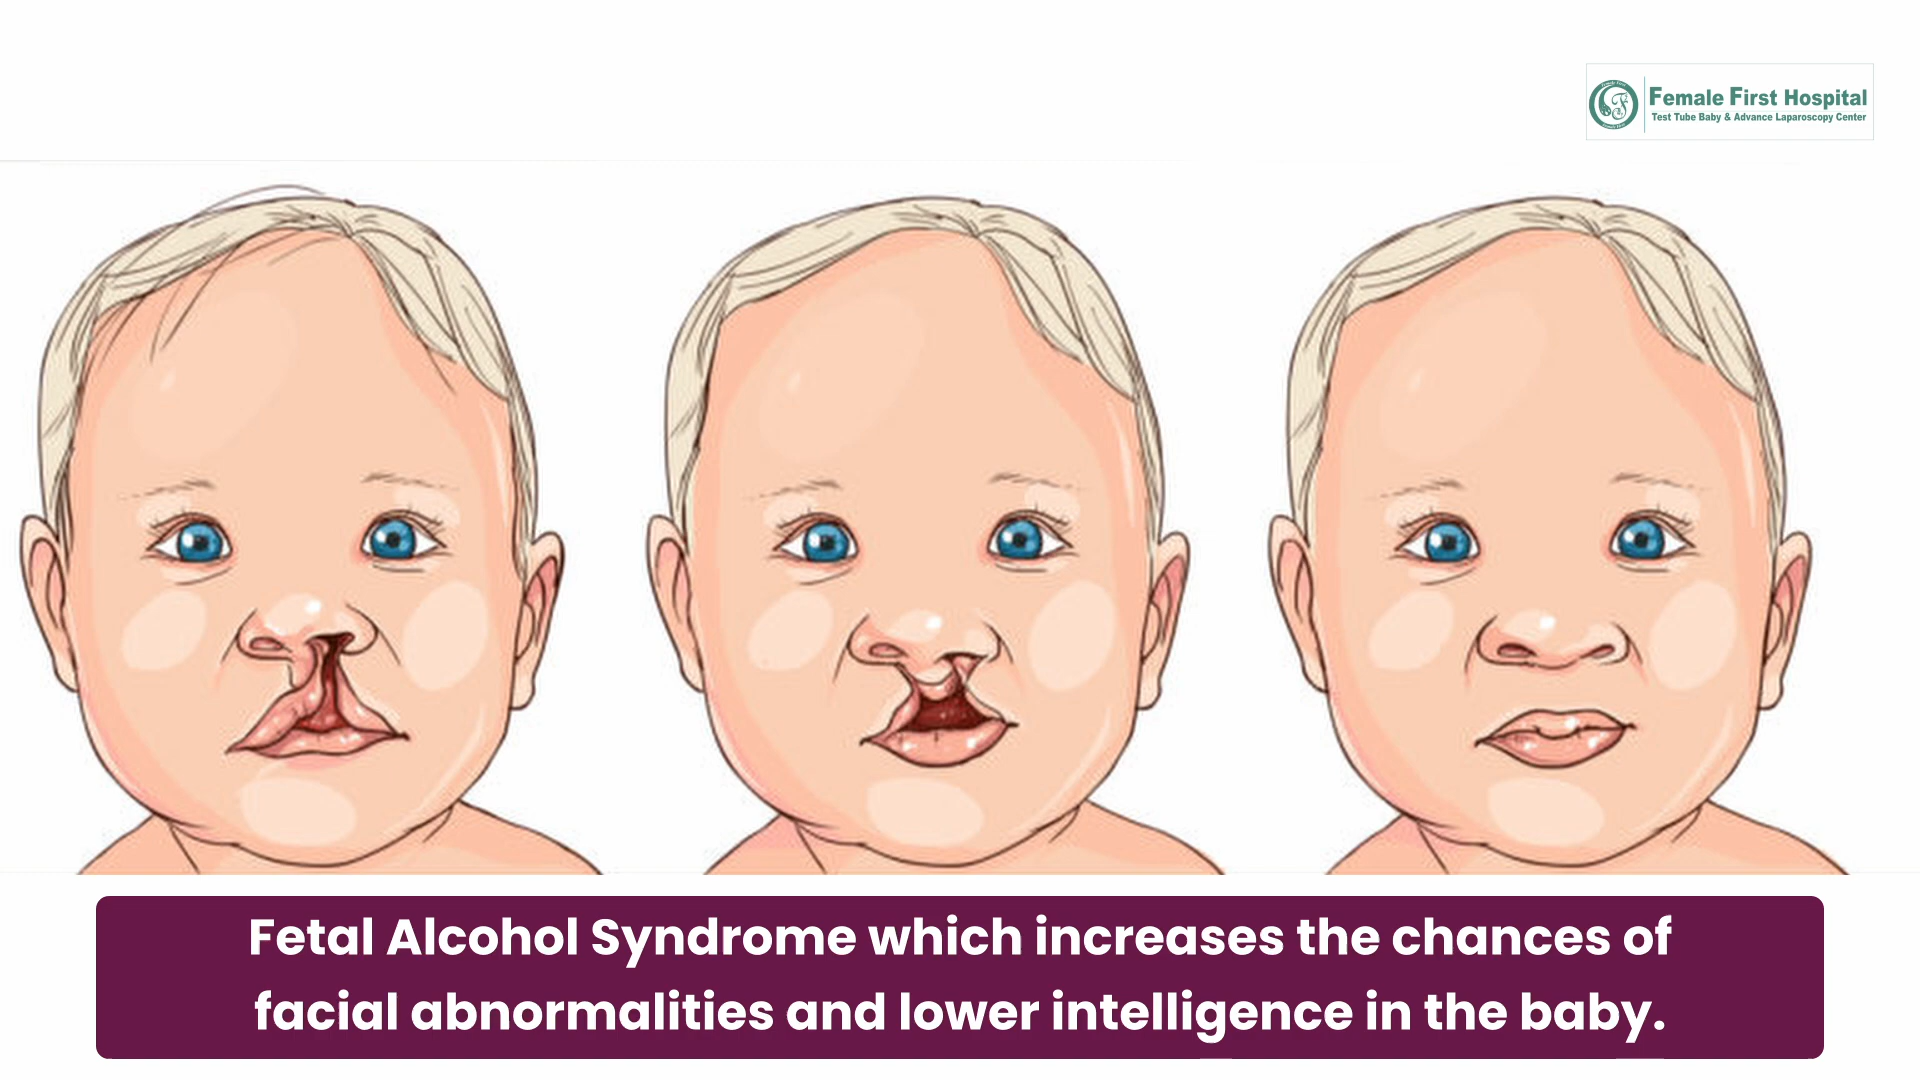 Female First Hospital
Test Tube Baby & Advance Laparoscopy Center
Fetal Alcohol Syndrome which increases the chances of
facial abnormalities and lower intelligence in the baby.